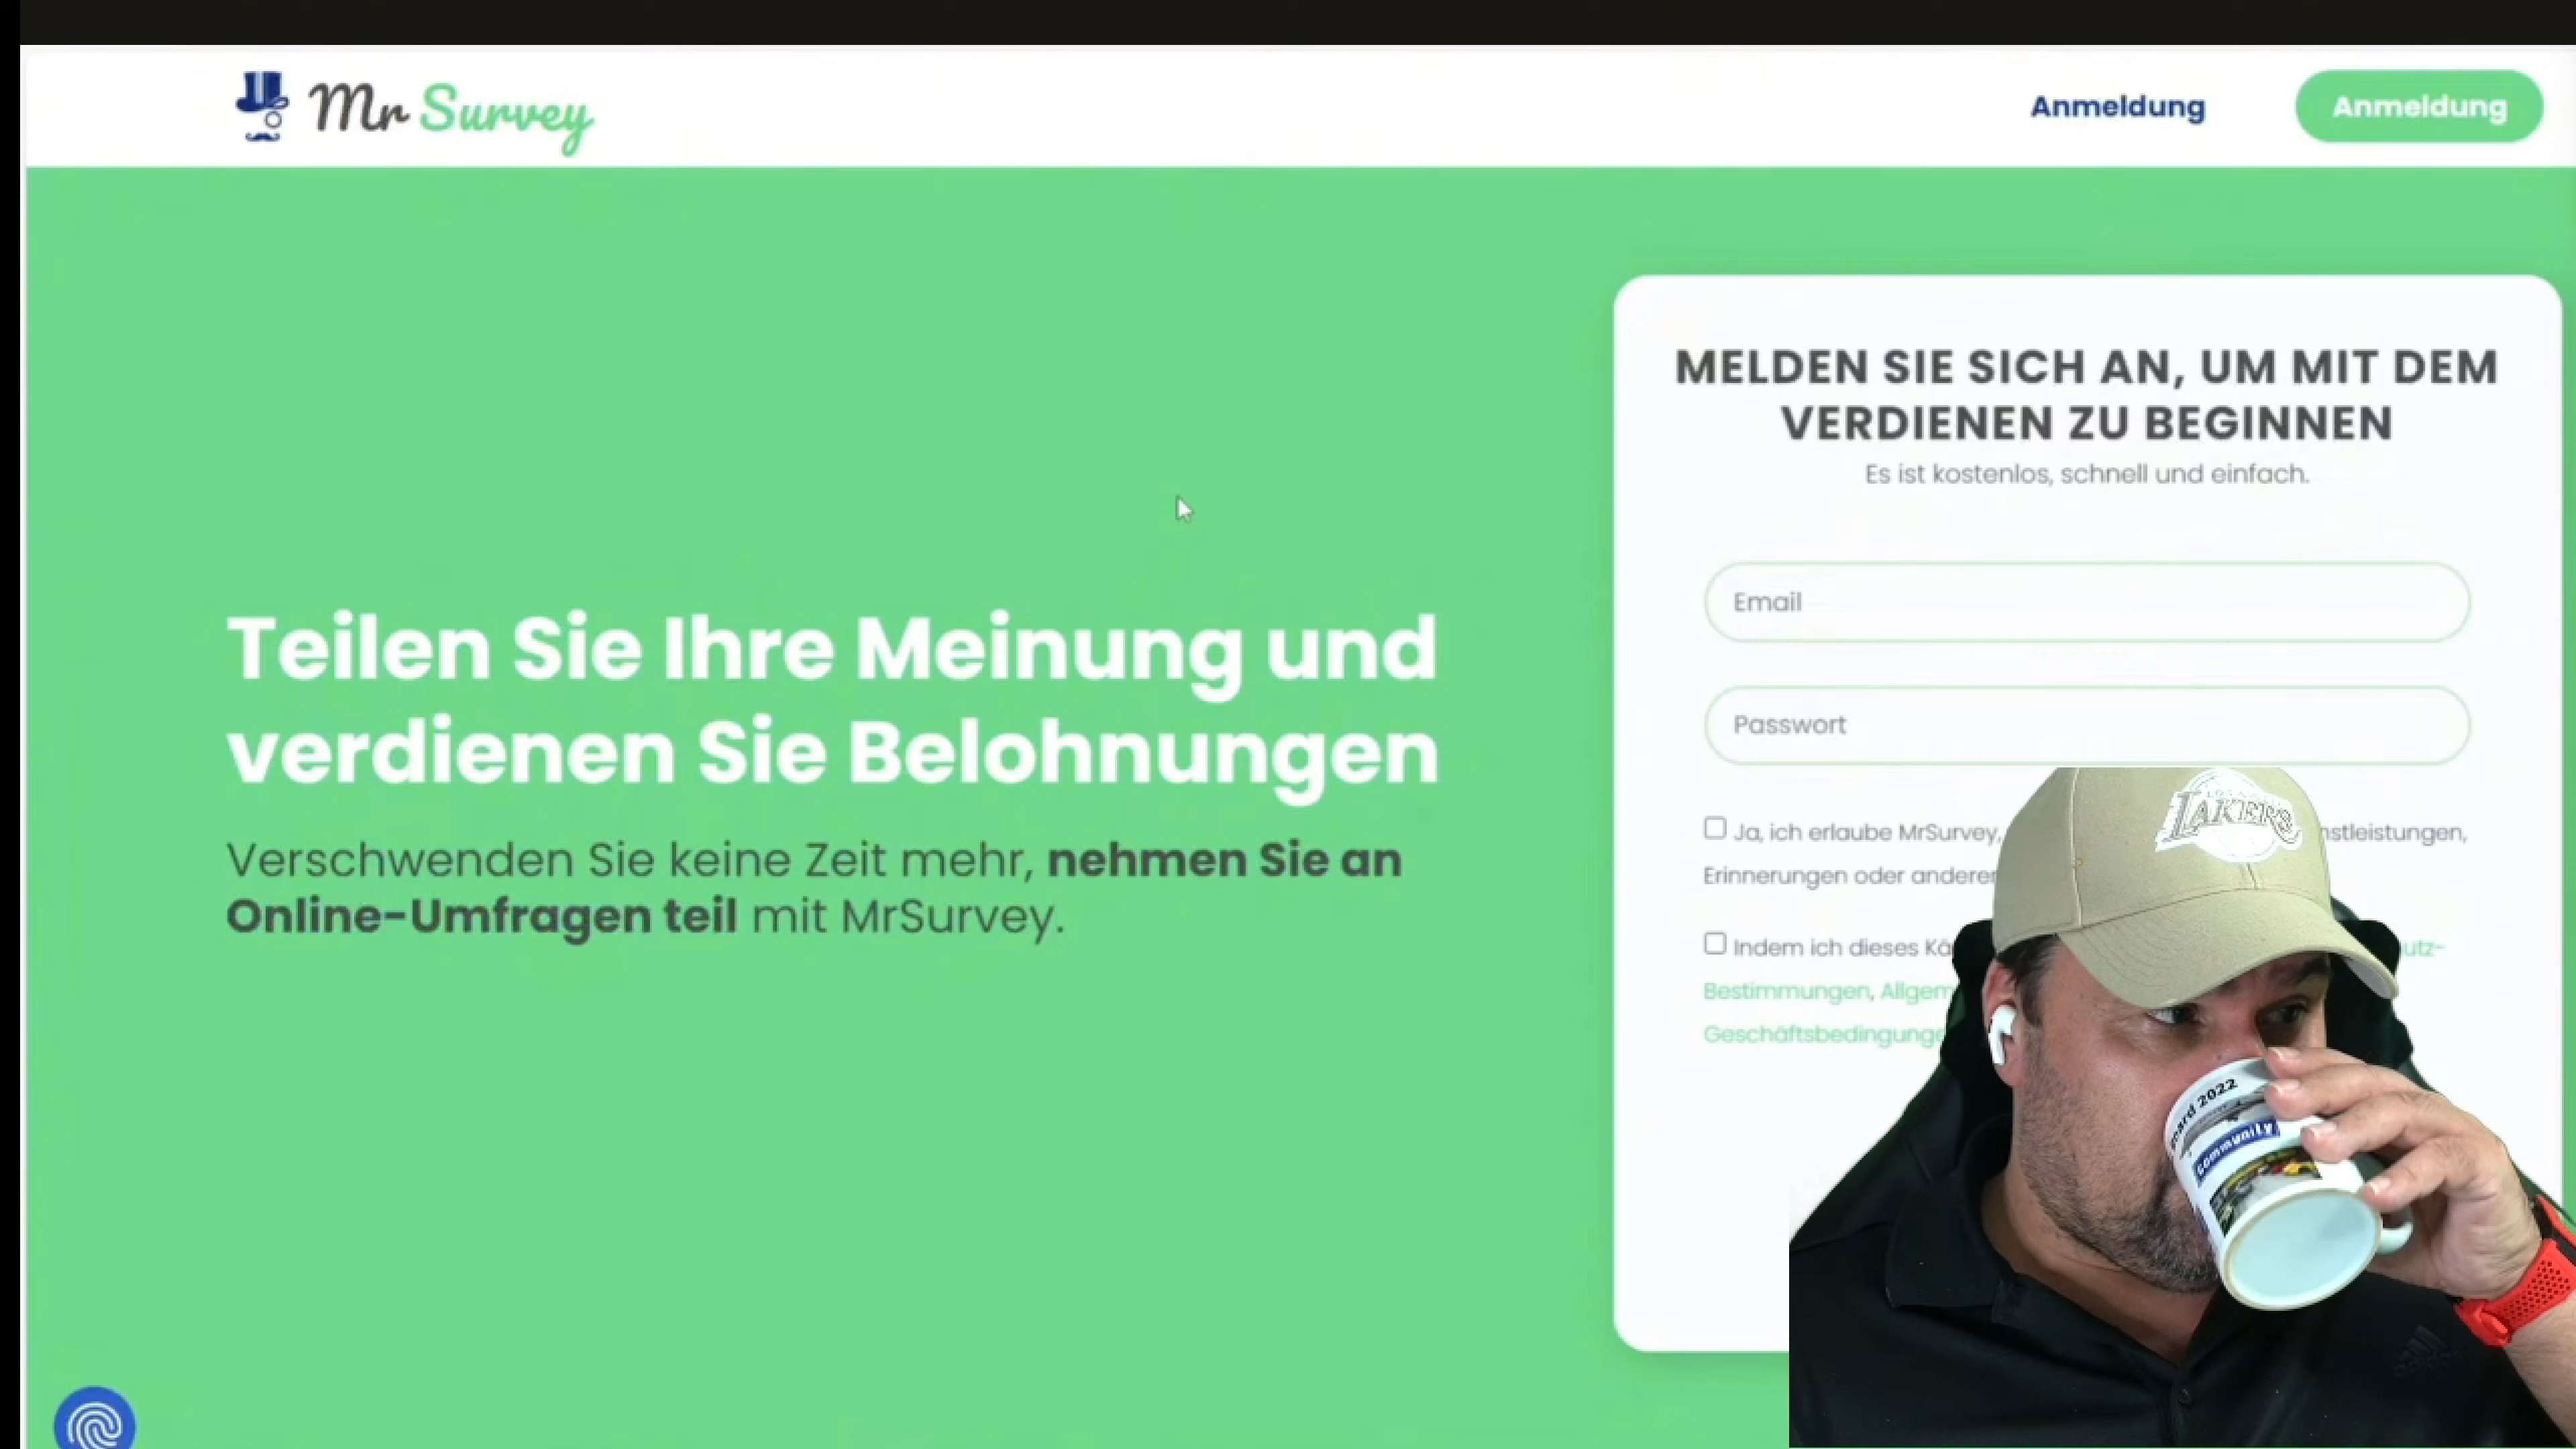 Mr Survey
Anmeldung
Anmeldung
MELDEN SIE SICH AN, UM MIT DEM
VERDIENEN ZU BEGINNEN
Es ist kostenlos, schnell und einfach.
Email
Passwort
Teilen Sie Ihre Meinung und
verdienen Sie Belohnungen
Verschwenden Sie keine Zeit mehr, nehmen Sie an
Online-Umfragen teil mit MrSurvey.
Ja, ich erlaube MrSurvey,
Erinnerungen oder
Indem ich dieses
Bestimmungen,
LAKERS
2022
Community
adidas